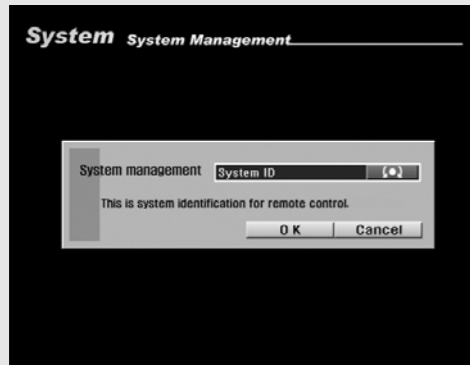 System System Management
System management System ID
This is system identification for remote control.
OK Cancel